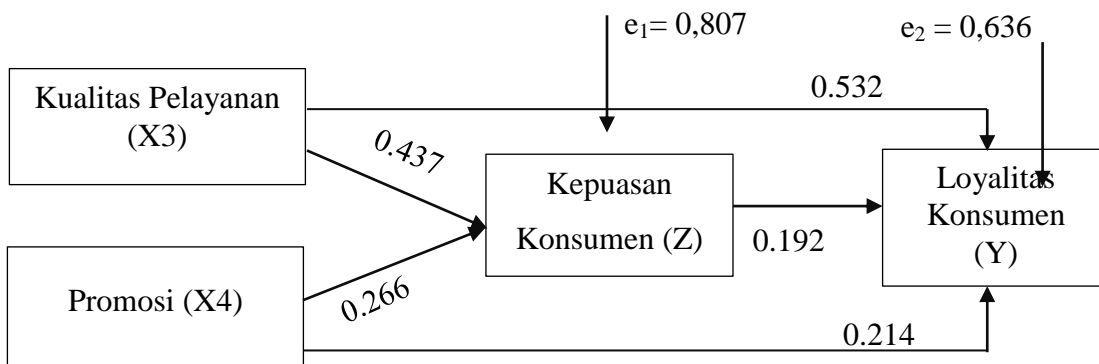 e1= 0,807
e2 = 0,636
Kualitas Pelayanan
(X3)
0.532
0.437
Kepuasan
Konsumen (Z)
Loyalitas
Konsumen
(Y)
0.192
Promosi (X4)
0.266
0.214